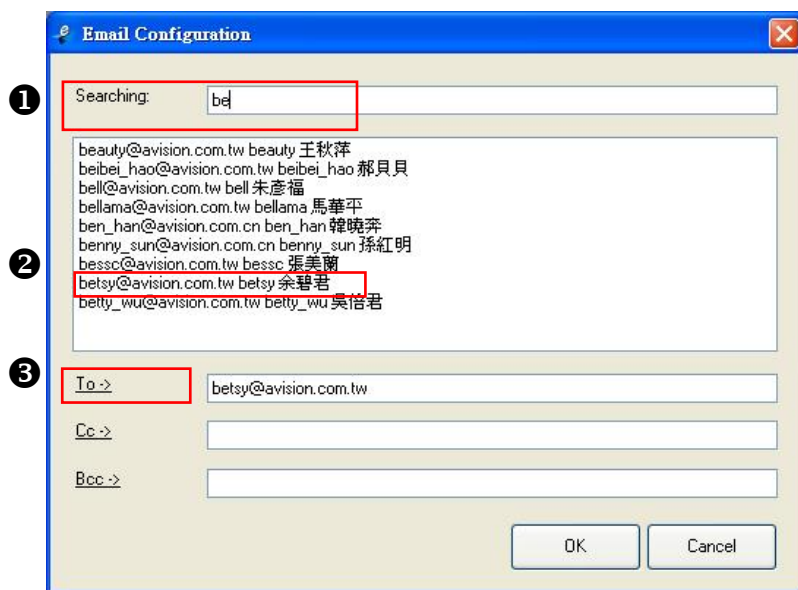 Email Configuration
❶
Searching: be
beauty@avision.com.tw beauty 王秋萍
beibei_hao@avision.com.tw beibei_hao 郝貝貝
bell@avision.com.tw bell 朱彥福
bellama@avision.com.tw bellama 馬華平
ben_han@avision.com.cn ben_han 韓曉奔
benny_sun@avision.com.cn benny_sun 孫紅明
❷
bessc@avision.com.tw bessc 張美蘭
betsy@avision.com.tw betsy 余碧君
betty_wu@avision.com.tw betty_wu 吳倍君
❸
To -> betsy@avision.com.tw
Cc ->
Bcc ->
OK Cancel